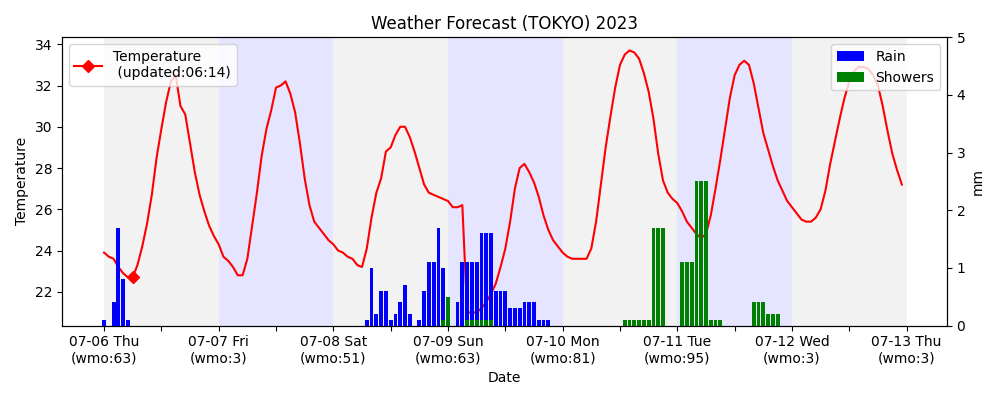 Weather Forecast (TOKYO) 2023
Temperature
(updated:06:14)
Rain
Showers
34
32
30
28
26
24
22
Temperature
5
4
3
2
1
0
mm
07-06 Thu
(wmo:63)
07-07 Fri
(wmo:3)
07-08 Sat
(wmo:51)
07-09 Sun
(wmo:63)
07-10 Mon
(wmo:81)
07-11 Tue
(wmo:95)
07-12 Wed
(wmo:3)
07-13 Thu
(wmo:3)
Date